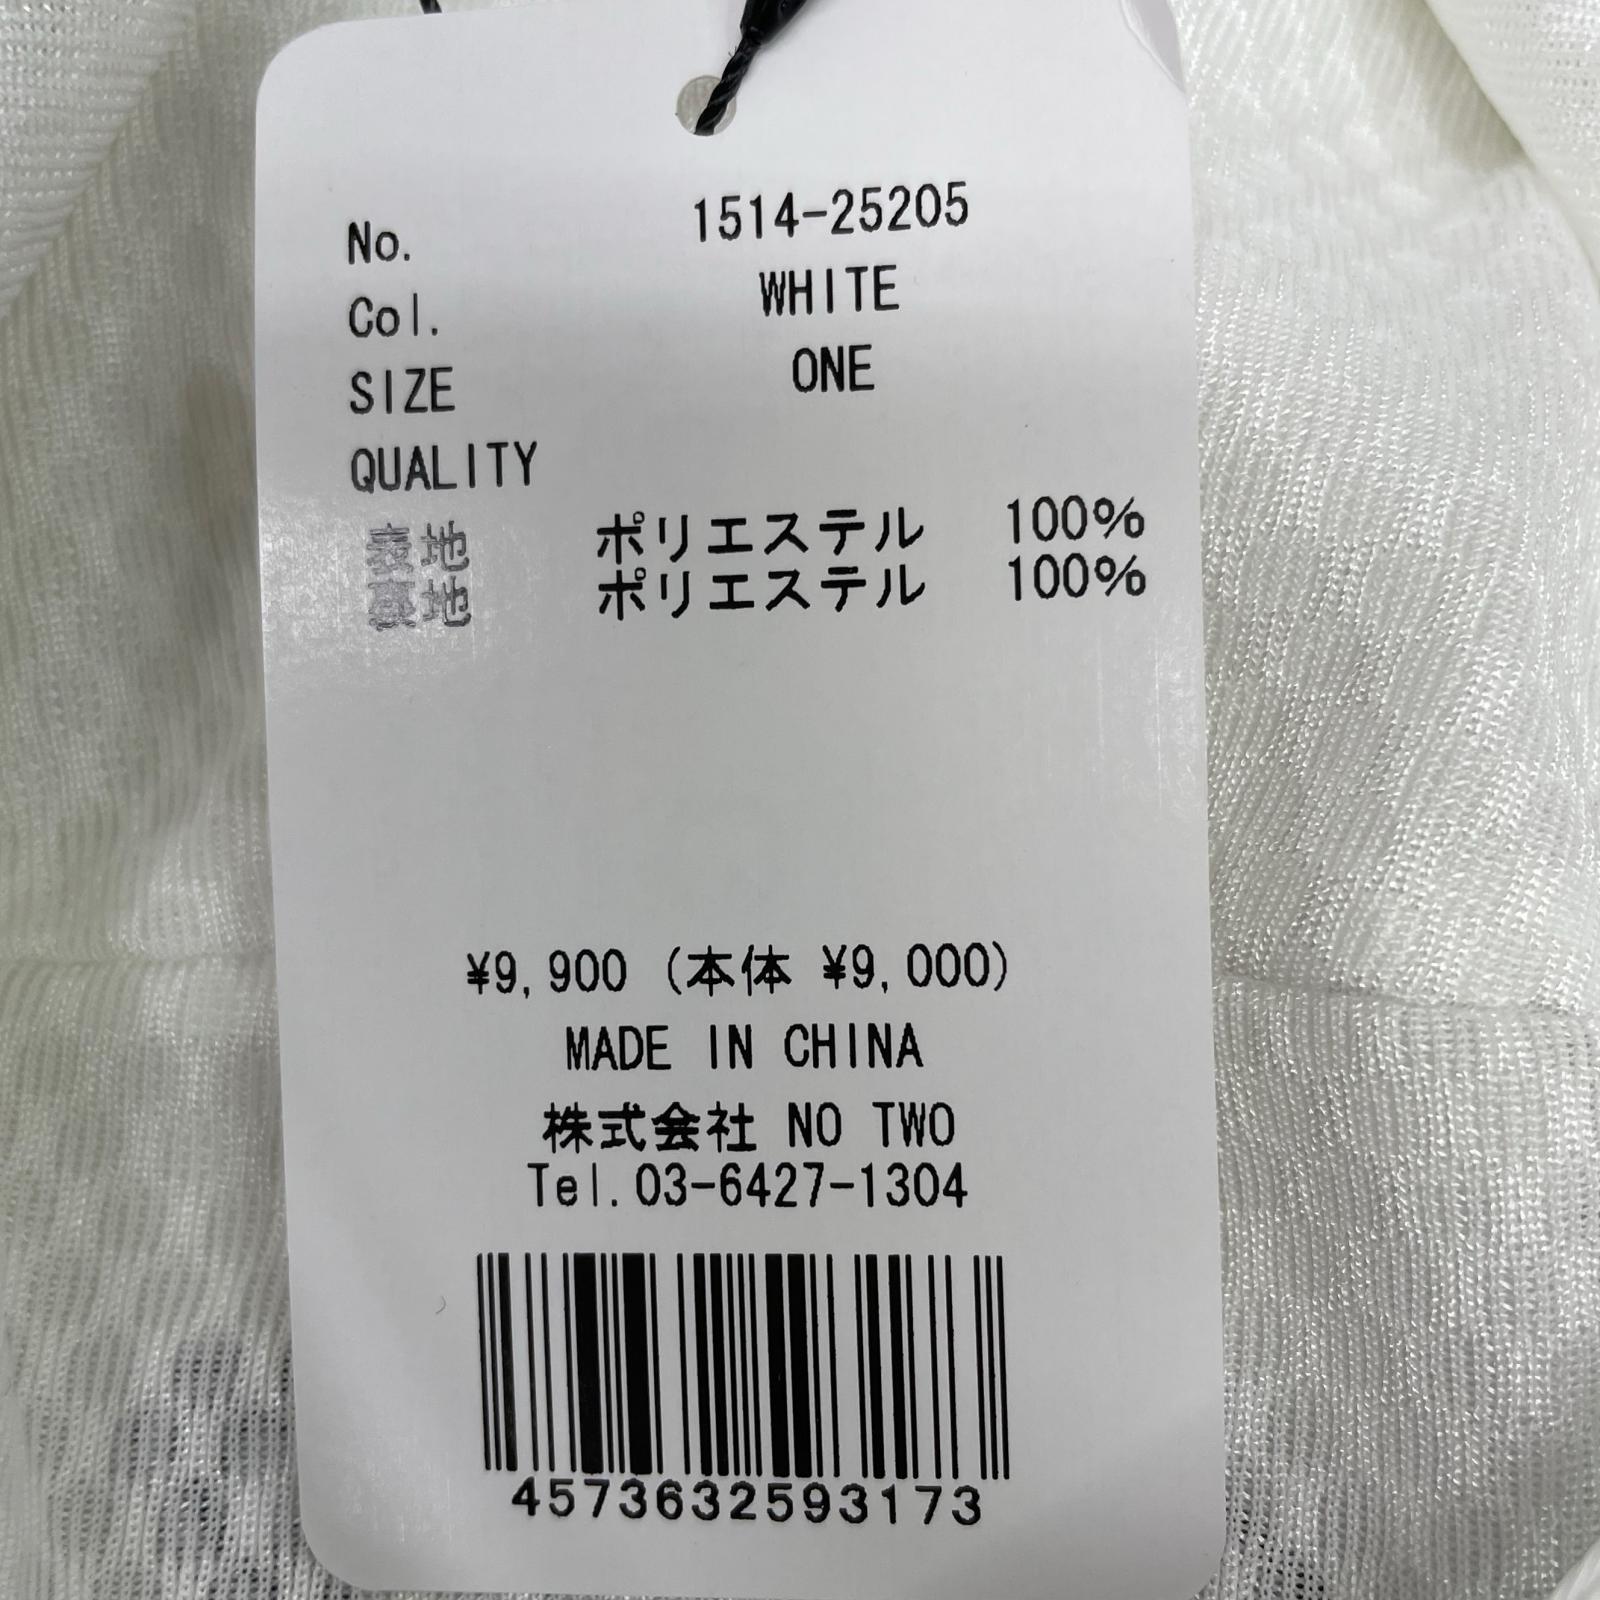 No. 1514-25205
Col. WHITE
SIZE ONE
QUALITY
表地 ポリエステル 100%
裏地 ポリエステル 100%
¥9,900 (本体 ¥9,000)
MADE IN CHINA
株式会社 NO TWO
Tel.03-6427-1304
4573632593173